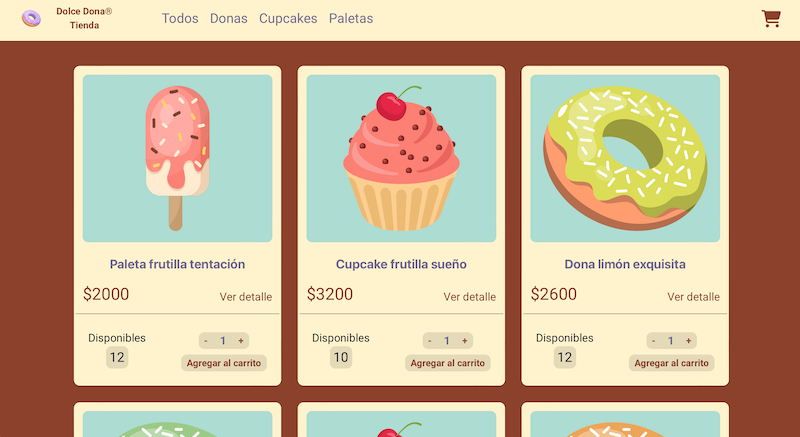 Dolce Dona®
Tienda
Todos Donas Cupcakes Paletas
Paleta frutilla tentación
$2000 Ver detalle
Disponibles
12
- 1 +
Agregar al carrito
Cupcake frutilla sueño
$3200 Ver detalle
Disponibles
10
- 1 +
Agregar al carrito
Dona limón exquisita
$2600 Ver detalle
Disponibles
12
- 1 +
Agregar al carrito